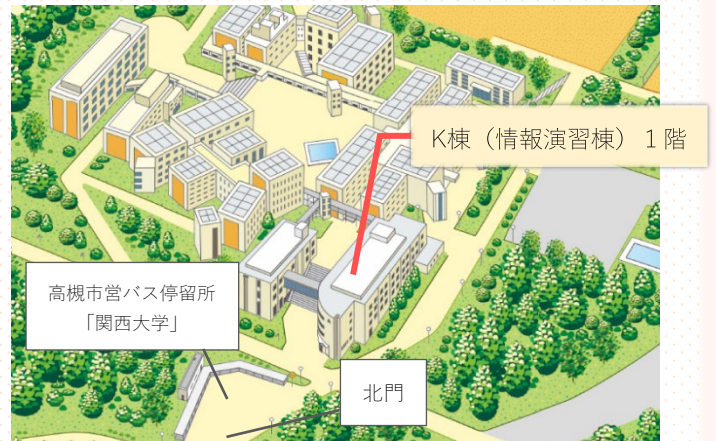 K棟（情報演習棟）１階
高槻市営バス停留所
「関西大学」
北門